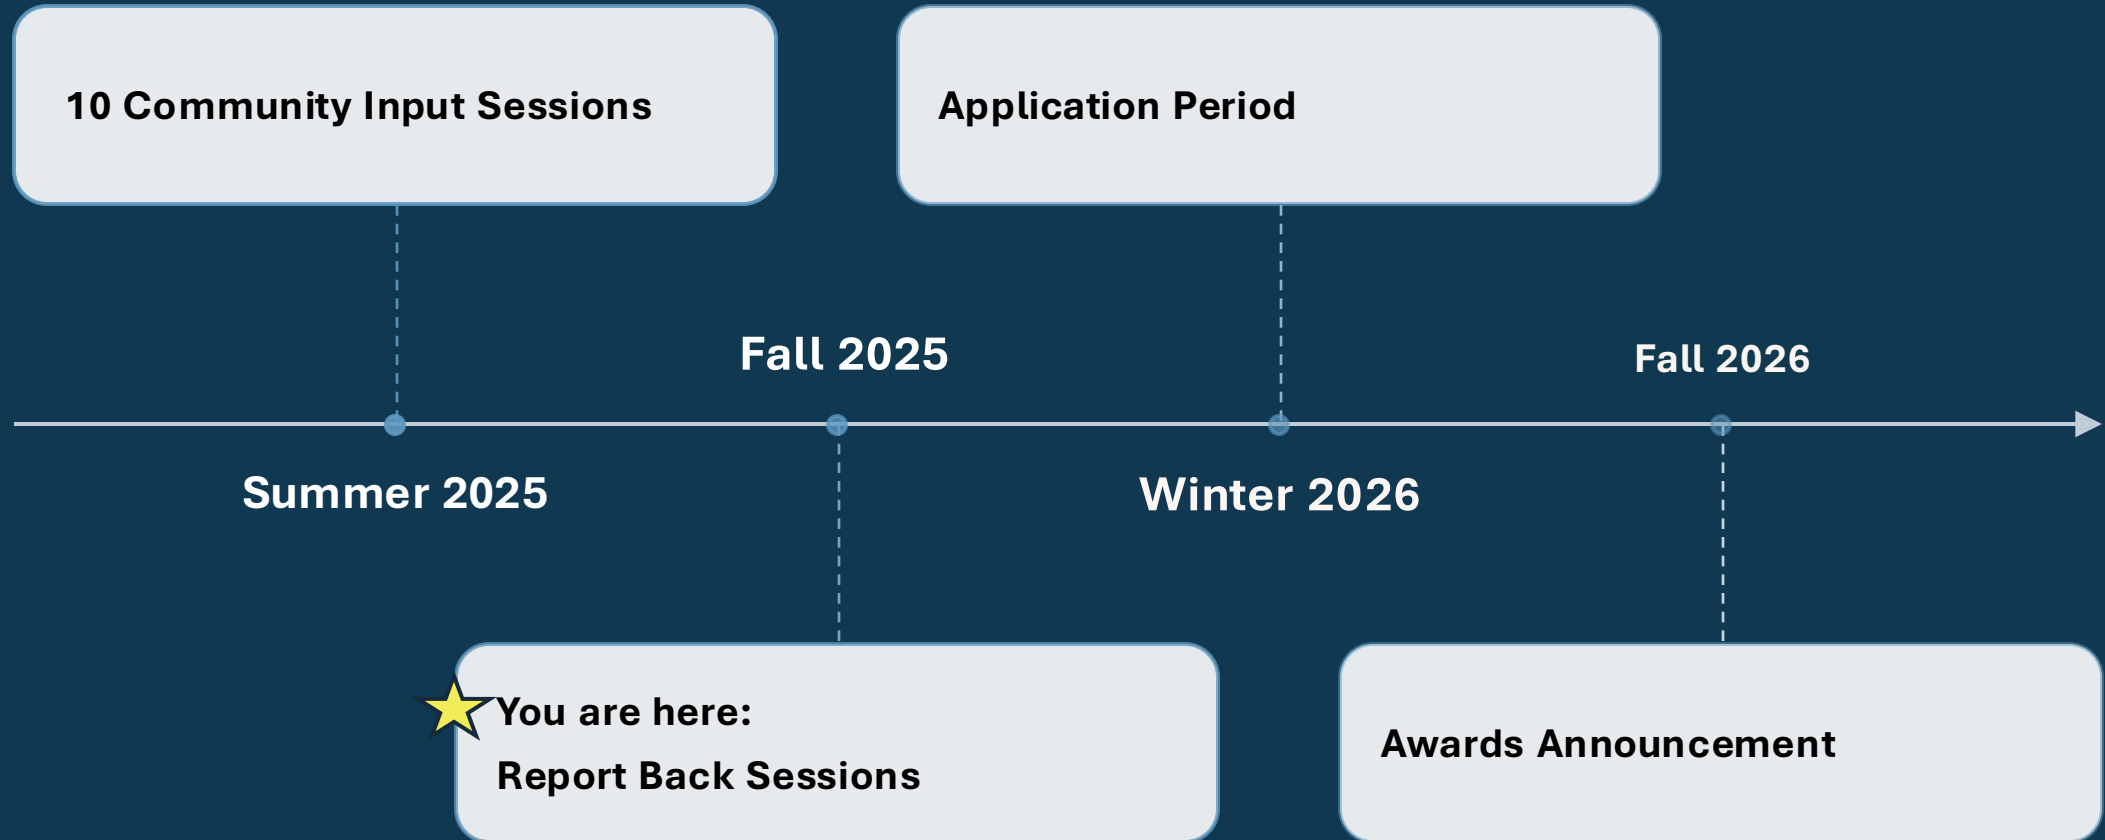 10 Community Input Sessions
Application Period
Fall 2025
Fall 2026
Summer 2025
Winter 2026
You are here:
Report Back Sessions
Awards Announcement